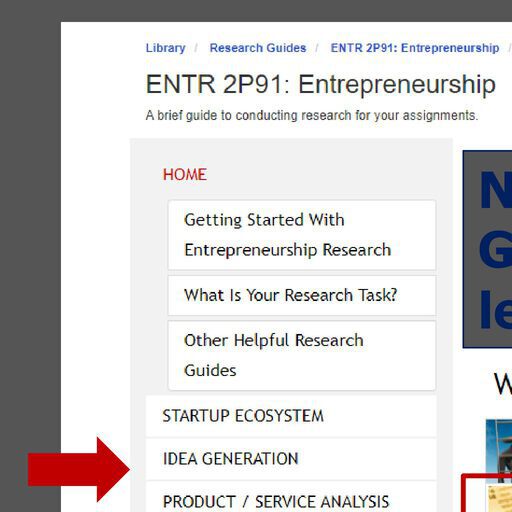 Library / Research Guides / ENTR 2P91: Entrepreneurship /
ENTR 2P91: Entrepreneurship
A brief guide to conducting research for your assignments.
HOME
Getting Started With
Entrepreneurship Research
What Is Your Research Task?
Other Helpful Research
Guides
STARTUP ECOSYSTEM
IDEA GENERATION
PRODUCT / SERVICE ANALYSIS